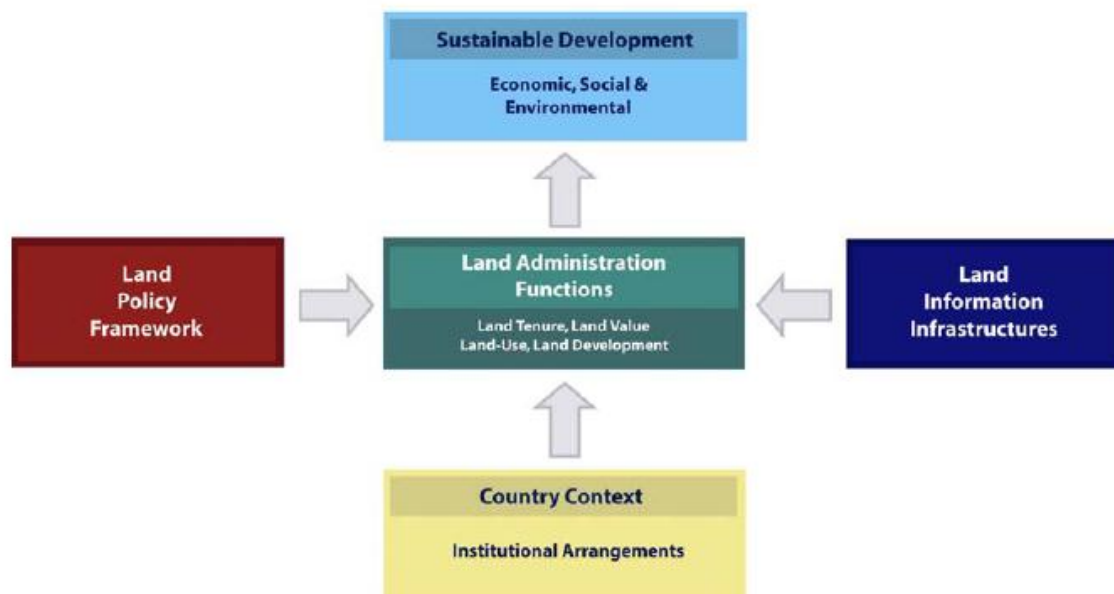 Sustainable Development
Economic, Social &
Environmental
Land
Policy
Framework
Land Administration
Functions
Land Tenure, Land Value
Land-Use, Land Development
Land
Information
Infrastructures
Country Context
Institutional Arrangements